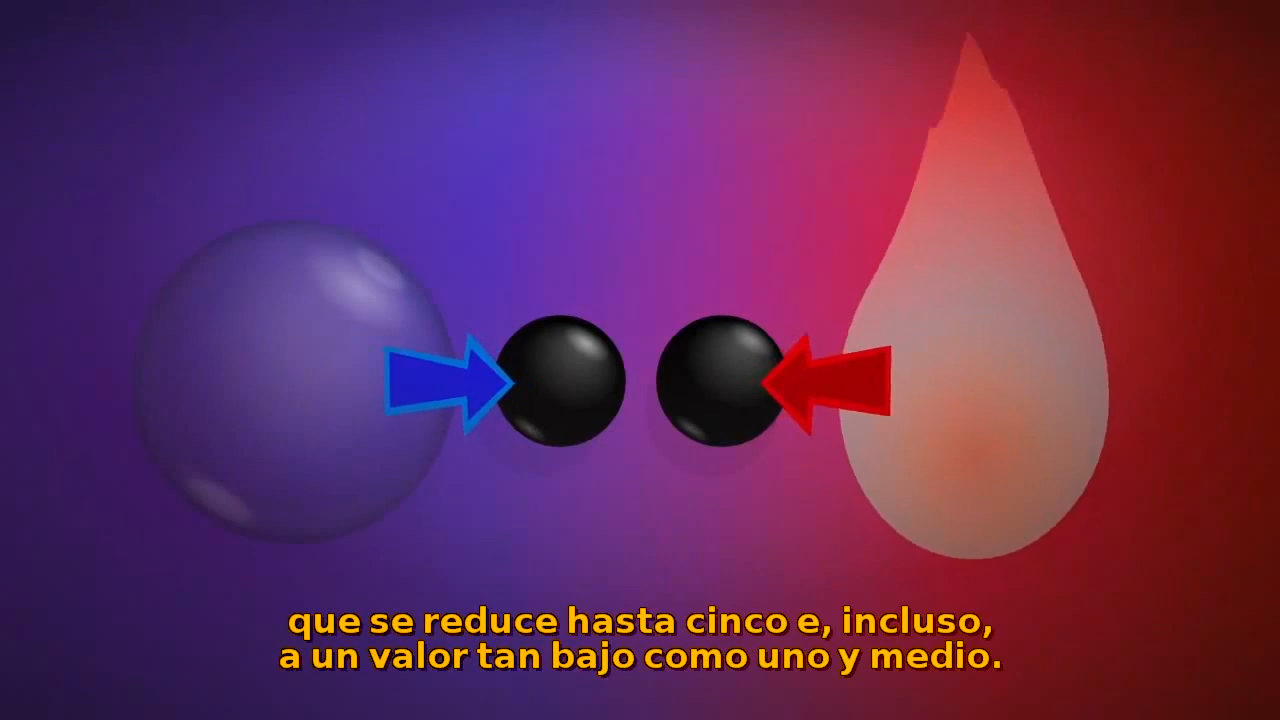 que se reduce hasta cinco e, incluso,
a un valor tan bajo como uno y medio.